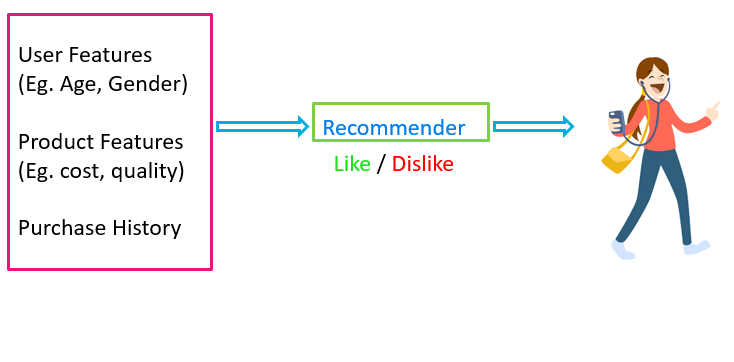 User Features
(Eg. Age, Gender)
Product Features
(Eg. cost, quality)
Purchase History
Recommender
Like / Dislike